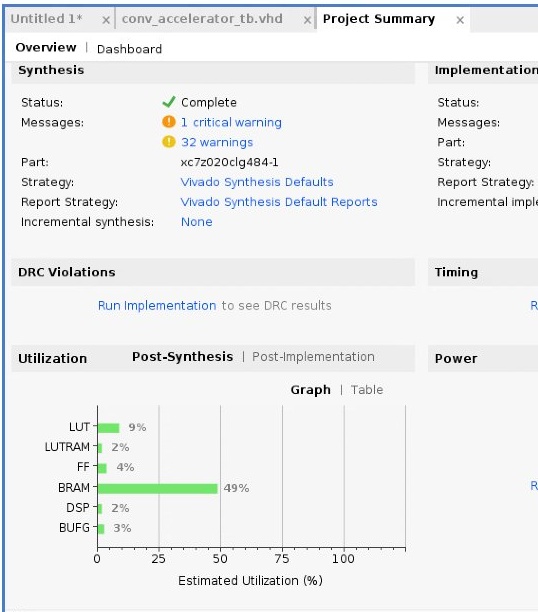 Untitled 1* × conv_accelerator_tb.vhd × Project Summary ×
Overview | Dashboard
Synthesis
Status: Complete
Messages: 1 critical warning
32 warnings
Part: xc7z020clg484-1
Strategy: Vivado Synthesis Defaults
Report Strategy: Vivado Synthesis Default Reports
Incremental synthesis: None
Implementation
Status:
Messages:
Part:
Strategy:
Report Strategy:
Incremental imple
DRC Violations
Run Implementation to see DRC results
Timing
R
Utilization Post-Synthesis | Post-Implementation
Graph | Table
LUT 9%
LUTRAM 2%
FF 4%
BRAM 49%
DSP 2%
BUFG 3%
0 25 50 75 100
Estimated Utilization (%)
Power
R